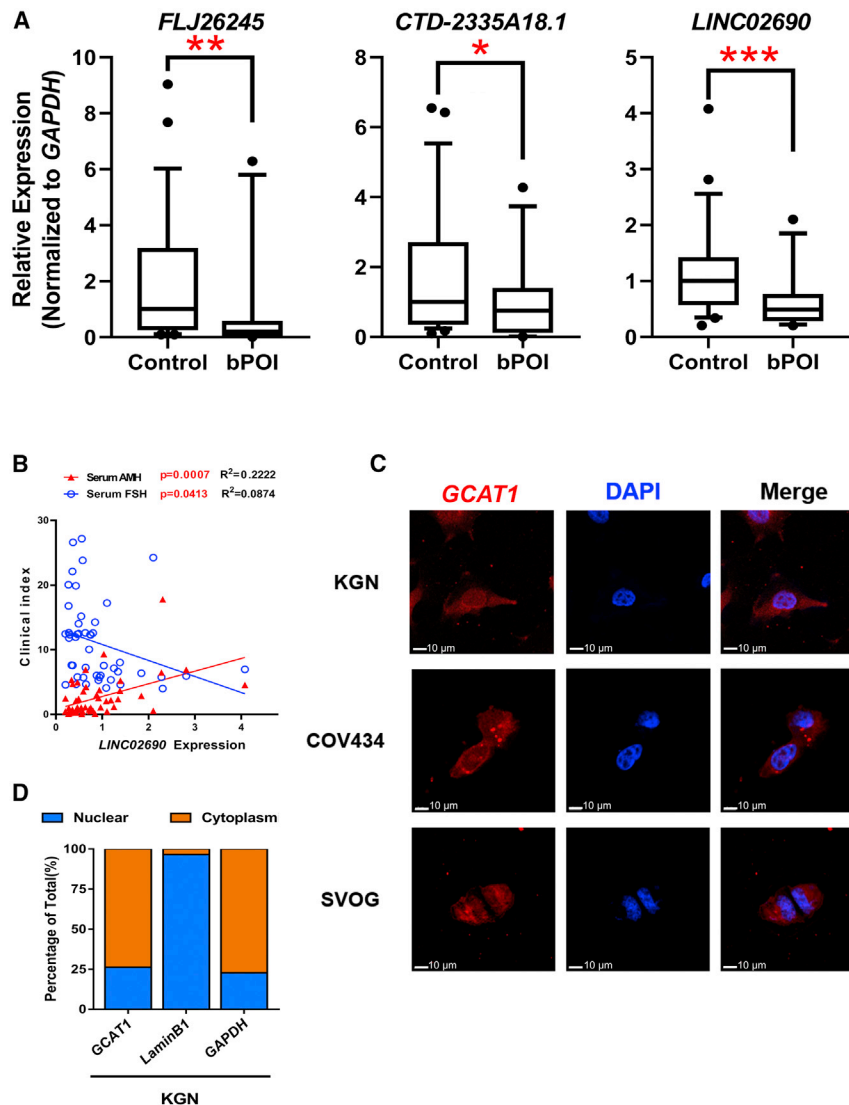 A
FLJ26245
CTD-2335A18.1
LINC02690
**
*
***
Relative Expression
(Normalized to GAPDH)
10
8
6
4
2
0
8
6
4
2
0
5
4
3
2
1
0
Control bPOI
Control bPOI
Control bPOI
B
Serum AMH p=0.0007 R²=0.2222
Serum FSH p=0.0413 R²=0.0874
Clinical index
30
20
10
0
0 1 2 3 4 5
LINC02690 Expression
C
GCAT1 DAPI Merge
KGN
10 µm 10 µm 10 µm
COV434
10 µm 10 µm 10 µm
SVOG
10 µm 10 µm 10 µm
D
Nuclear Cytoplasm
Percentage of Total(%)
100
75
50
25
0
GCAT1 LaminB1 GAPDH
KGN